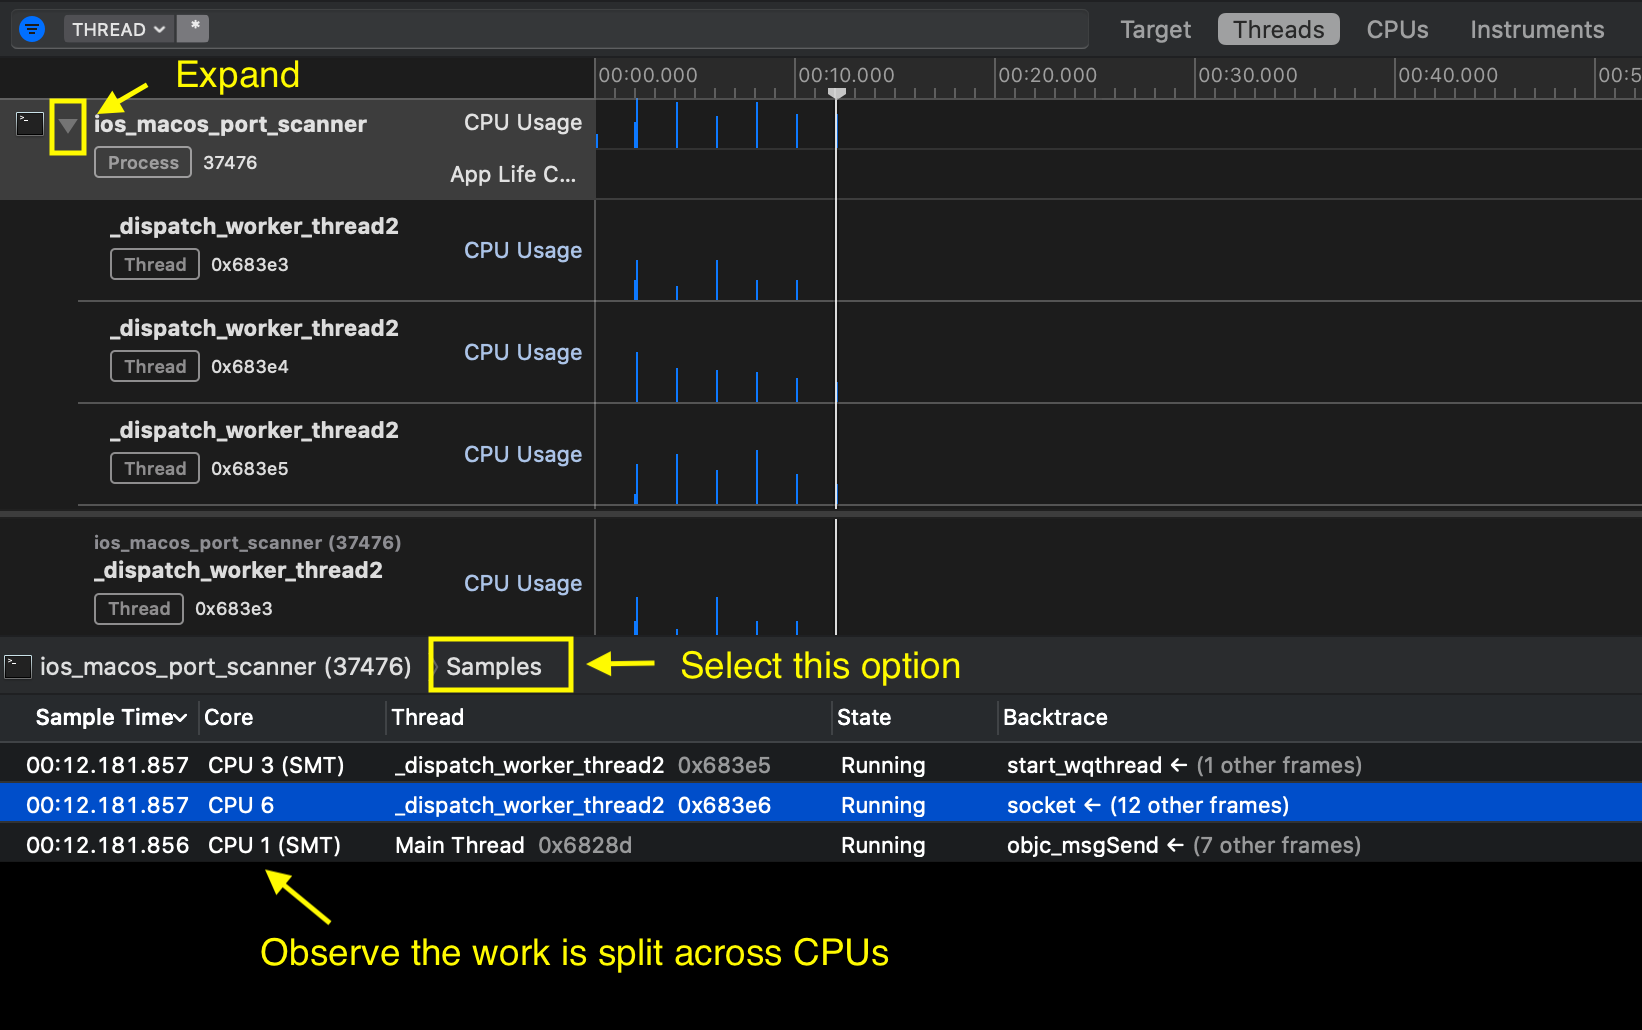 THREAD *
Target Threads CPUs Instruments
Expand
00:00.000 00:10.000 00:20.000 00:30.000 00:40.000 00:5
ios_macos_port_scanner CPU Usage
Process 37476
App Life C...
_dispatch_worker_thread2
CPU Usage
Thread 0x683e3
_dispatch_worker_thread2
CPU Usage
Thread 0x683e4
_dispatch_worker_thread2
CPU Usage
Thread 0x683e5
ios_macos_port_scanner (37476)
_dispatch_worker_thread2
CPU Usage
Thread 0x683e3
ios_macos_port_scanner (37476) Samples
Select this option
Sample Time Core Thread State Backtrace
00:12.181.857 CPU 3 (SMT) _dispatch_worker_thread2 0x683e5 Running start_wqthread ← (1 other frames)
00:12.181.857 CPU 6 _dispatch_worker_thread2 0x683e6 Running socket ← (12 other frames)
00:12.181.856 CPU 1 (SMT) Main Thread 0x6828d Running objc_msgSend ← (7 other frames)
Observe the work is split across CPUs